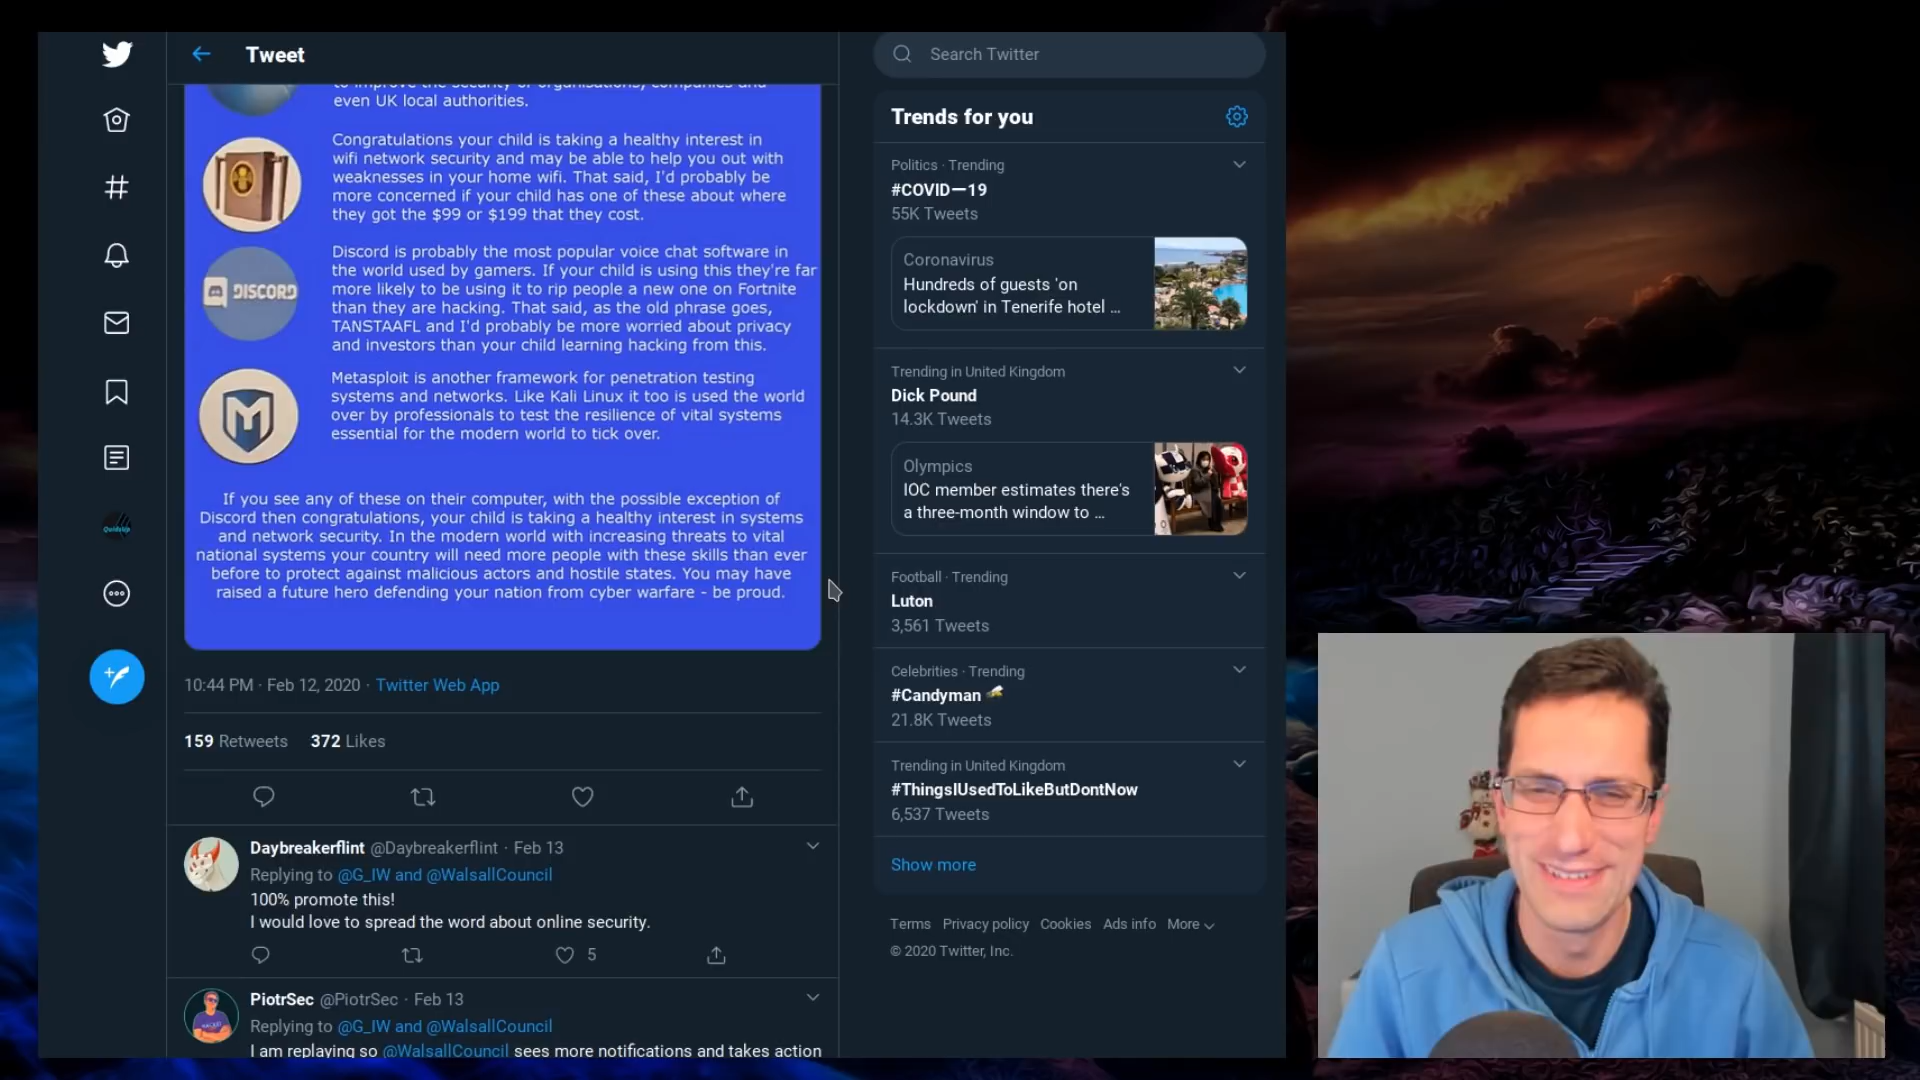 Tweet
to improve the security of organisations, companies and
even UK local authorities.
Congratulations your child is taking a healthy interest in
wifi network security and may be able to help you out with
weaknesses in your home wifi. That said, I'd probably be
more concerned if your child has one of these about where
they got the $99 or $199 that they cost.
DISCORD
Discord is probably the most popular voice chat software in
the world used by gamers. If your child is using this they're far
more likely to be using it to rip people a new one on Fortnite
than they are hacking. That said, as the old phrase goes,
TANSTAAFL and I'd probably be more worried about privacy
and investors than your child learning hacking from this.
Metasploit is another framework for penetration testing
systems and networks. Like Kali Linux it too is used the world
over by professionals to test the resilience of vital systems
essential for the modern world to tick over.
If you see any of these on their computer, with the possible exception of
Discord then congratulations, your child is taking a healthy interest in systems
and network security. In the modern world with increasing threats to vital
national systems your country will need more people with these skills than ever
before to protect against malicious actors and hostile states. You may have
raised a future hero defending your nation from cyber warfare - be proud.
10:44 PM · Feb 12, 2020 · Twitter Web App
159 Retweets 372 Likes
Daybreakerflint @Daybreakerflint · Feb 13
Replying to @G_IW and @WalsallCouncil
100% promote this!
I would love to spread the word about online security.
5
PiotrSec @PiotrSec · Feb 13
Replying to @G_IW and @WalsallCouncil
I am replaying so @WalsallCouncil sees more notifications and takes action
Search Twitter
Trends for you
Politics · Trending
#COVID—19
55K Tweets
Coronavirus
Hundreds of guests 'on
lockdown' in Tenerife hotel ...
Trending in United Kingdom
Dick Pound
14.3K Tweets
Olympics
IOC member estimates there's
a three-month window to ...
Football · Trending
Luton
3,561 Tweets
Celebrities · Trending
#Candyman
21.8K Tweets
Trending in United Kingdom
#ThingsIUsedToLikeButDontNow
6,537 Tweets
Show more
Terms Privacy policy Cookies Ads info More
© 2020 Twitter, Inc.